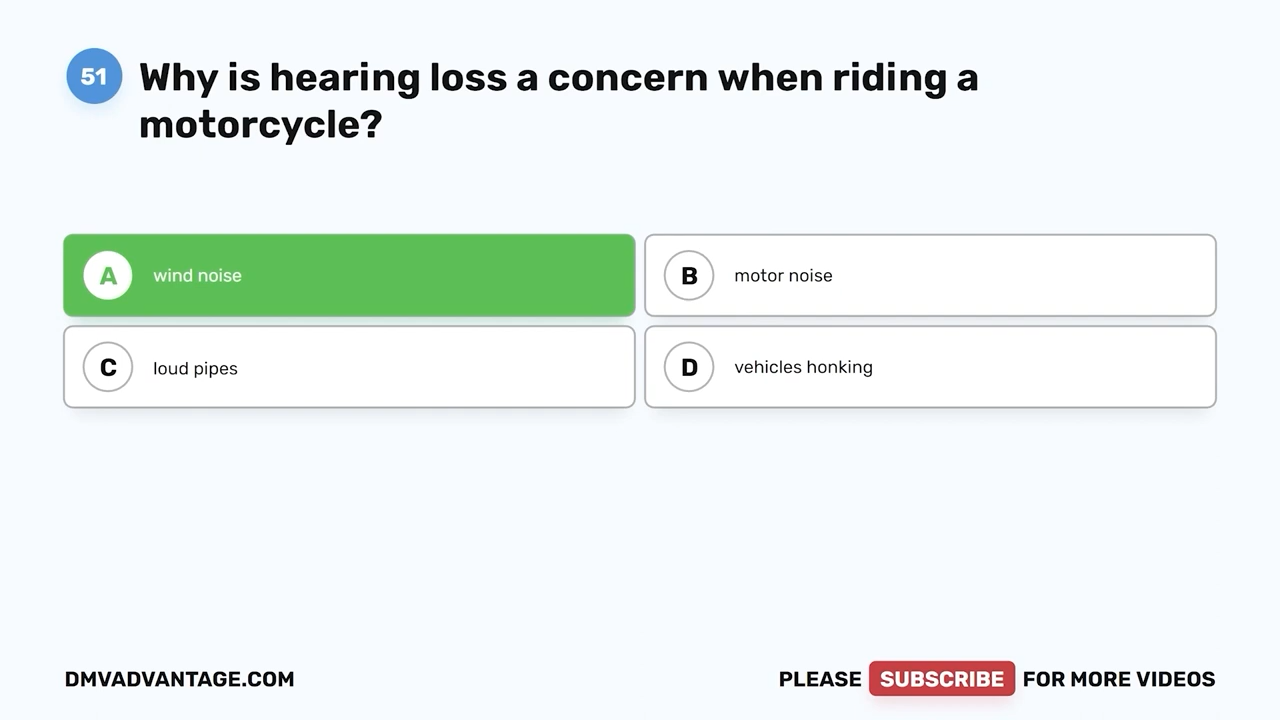 51
Why is hearing loss a concern when riding a
motorcycle?
A wind noise
B motor noise
C loud pipes
D vehicles honking
DMVADVANTAGE.COM
PLEASE SUBSCRIBE FOR MORE VIDEOS